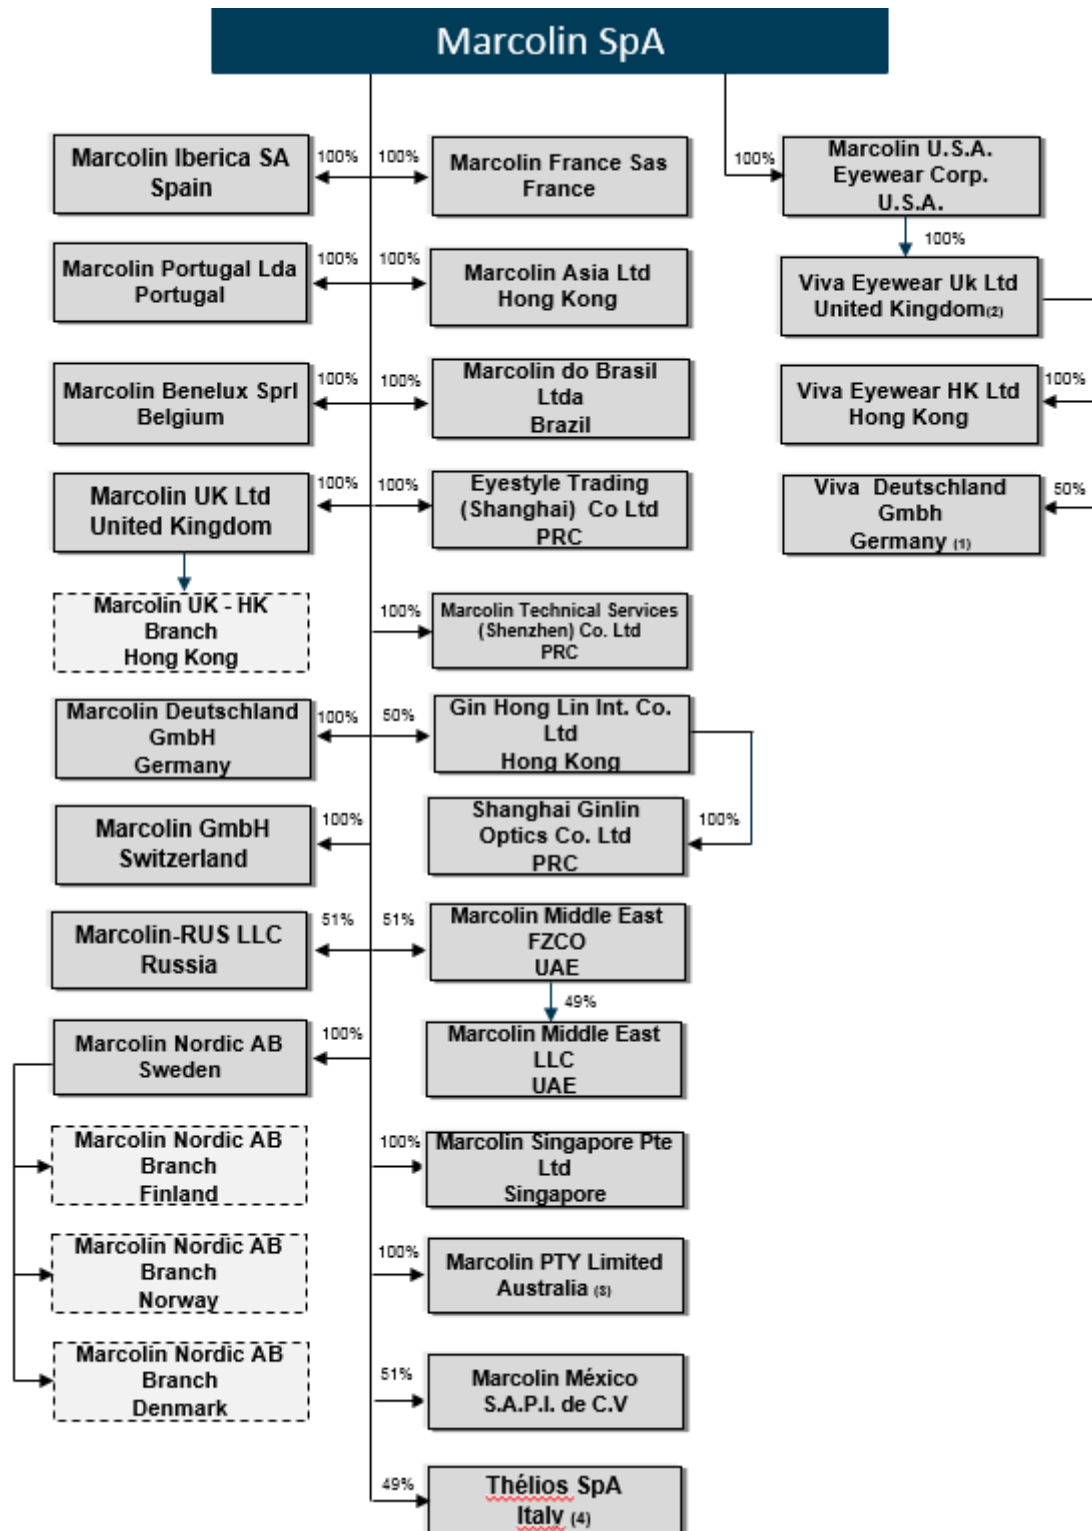 Marcolin SpA
Marcolin Iberica SA
Spain
100%
100%
Marcolin France Sas
France
100%
Marcolin U.S.A.
Eyewear Corp.
U.S.A.
100%
Marcolin Portugal Lda
Portugal
100%
100%
Marcolin Asia Ltd
Hong Kong
Viva Eyewear Uk Ltd
United Kingdom(2)
Marcolin Benelux Sprl
Belgium
100%
100%
Marcolin do Brasil
Ltda
Brazil
Viva Eyewear HK Ltd
Hong Kong
100%
Marcolin UK Ltd
United Kingdom
100%
100%
Eyestyle Trading
(Shanghai) Co Ltd
PRC
Viva Deutschland
Gmbh
Germany (1)
50%
Marcolin UK - HK
Branch
Hong Kong
100%
Marcolin Technical Services
(Shenzhen) Co. Ltd
PRC
Marcolin Deutschland
GmbH
Germany
100%
50%
Gin Hong Lin Int. Co.
Ltd
Hong Kong
Marcolin GmbH
Switzerland
100%
Shanghai Ginlin
Optics Co. Ltd
PRC
100%
Marcolin-RUS LLC
Russia
51%
51%
Marcolin Middle East
FZCO
UAE
49%
Marcolin Nordic AB
Sweden
100%
Marcolin Middle East
LLC
UAE
Marcolin Nordic AB
Branch
Finland
100%
Marcolin Singapore Pte
Ltd
Singapore
Marcolin Nordic AB
Branch
Norway
100%
Marcolin PTY Limited
Australia (3)
Marcolin Nordic AB
Branch
Denmark
51%
Marcolin México
S.A.P.I. de C.V
49%
Thélios SpA
Italy (4)